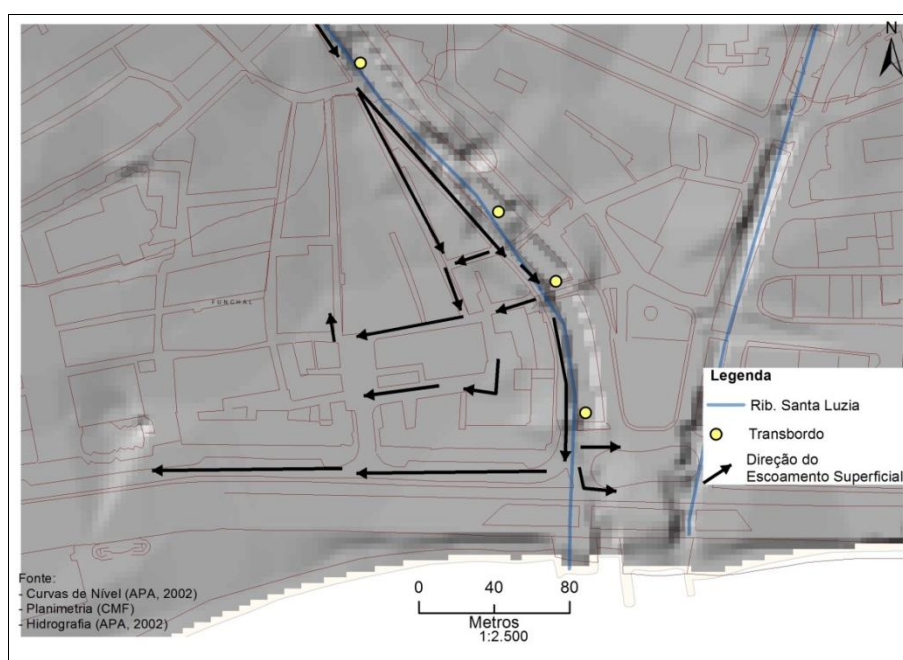 N
FUNCHAL
Legenda
Rib. Santa Luzia
Transbordo
Direção do
Escoamento Superficial
Fonte:
- Curvas de Nível (APA, 2002)
- Planimetria (CMF)
- Hidrografia (APA, 2002)
0 40 80
Metros
1:2.500